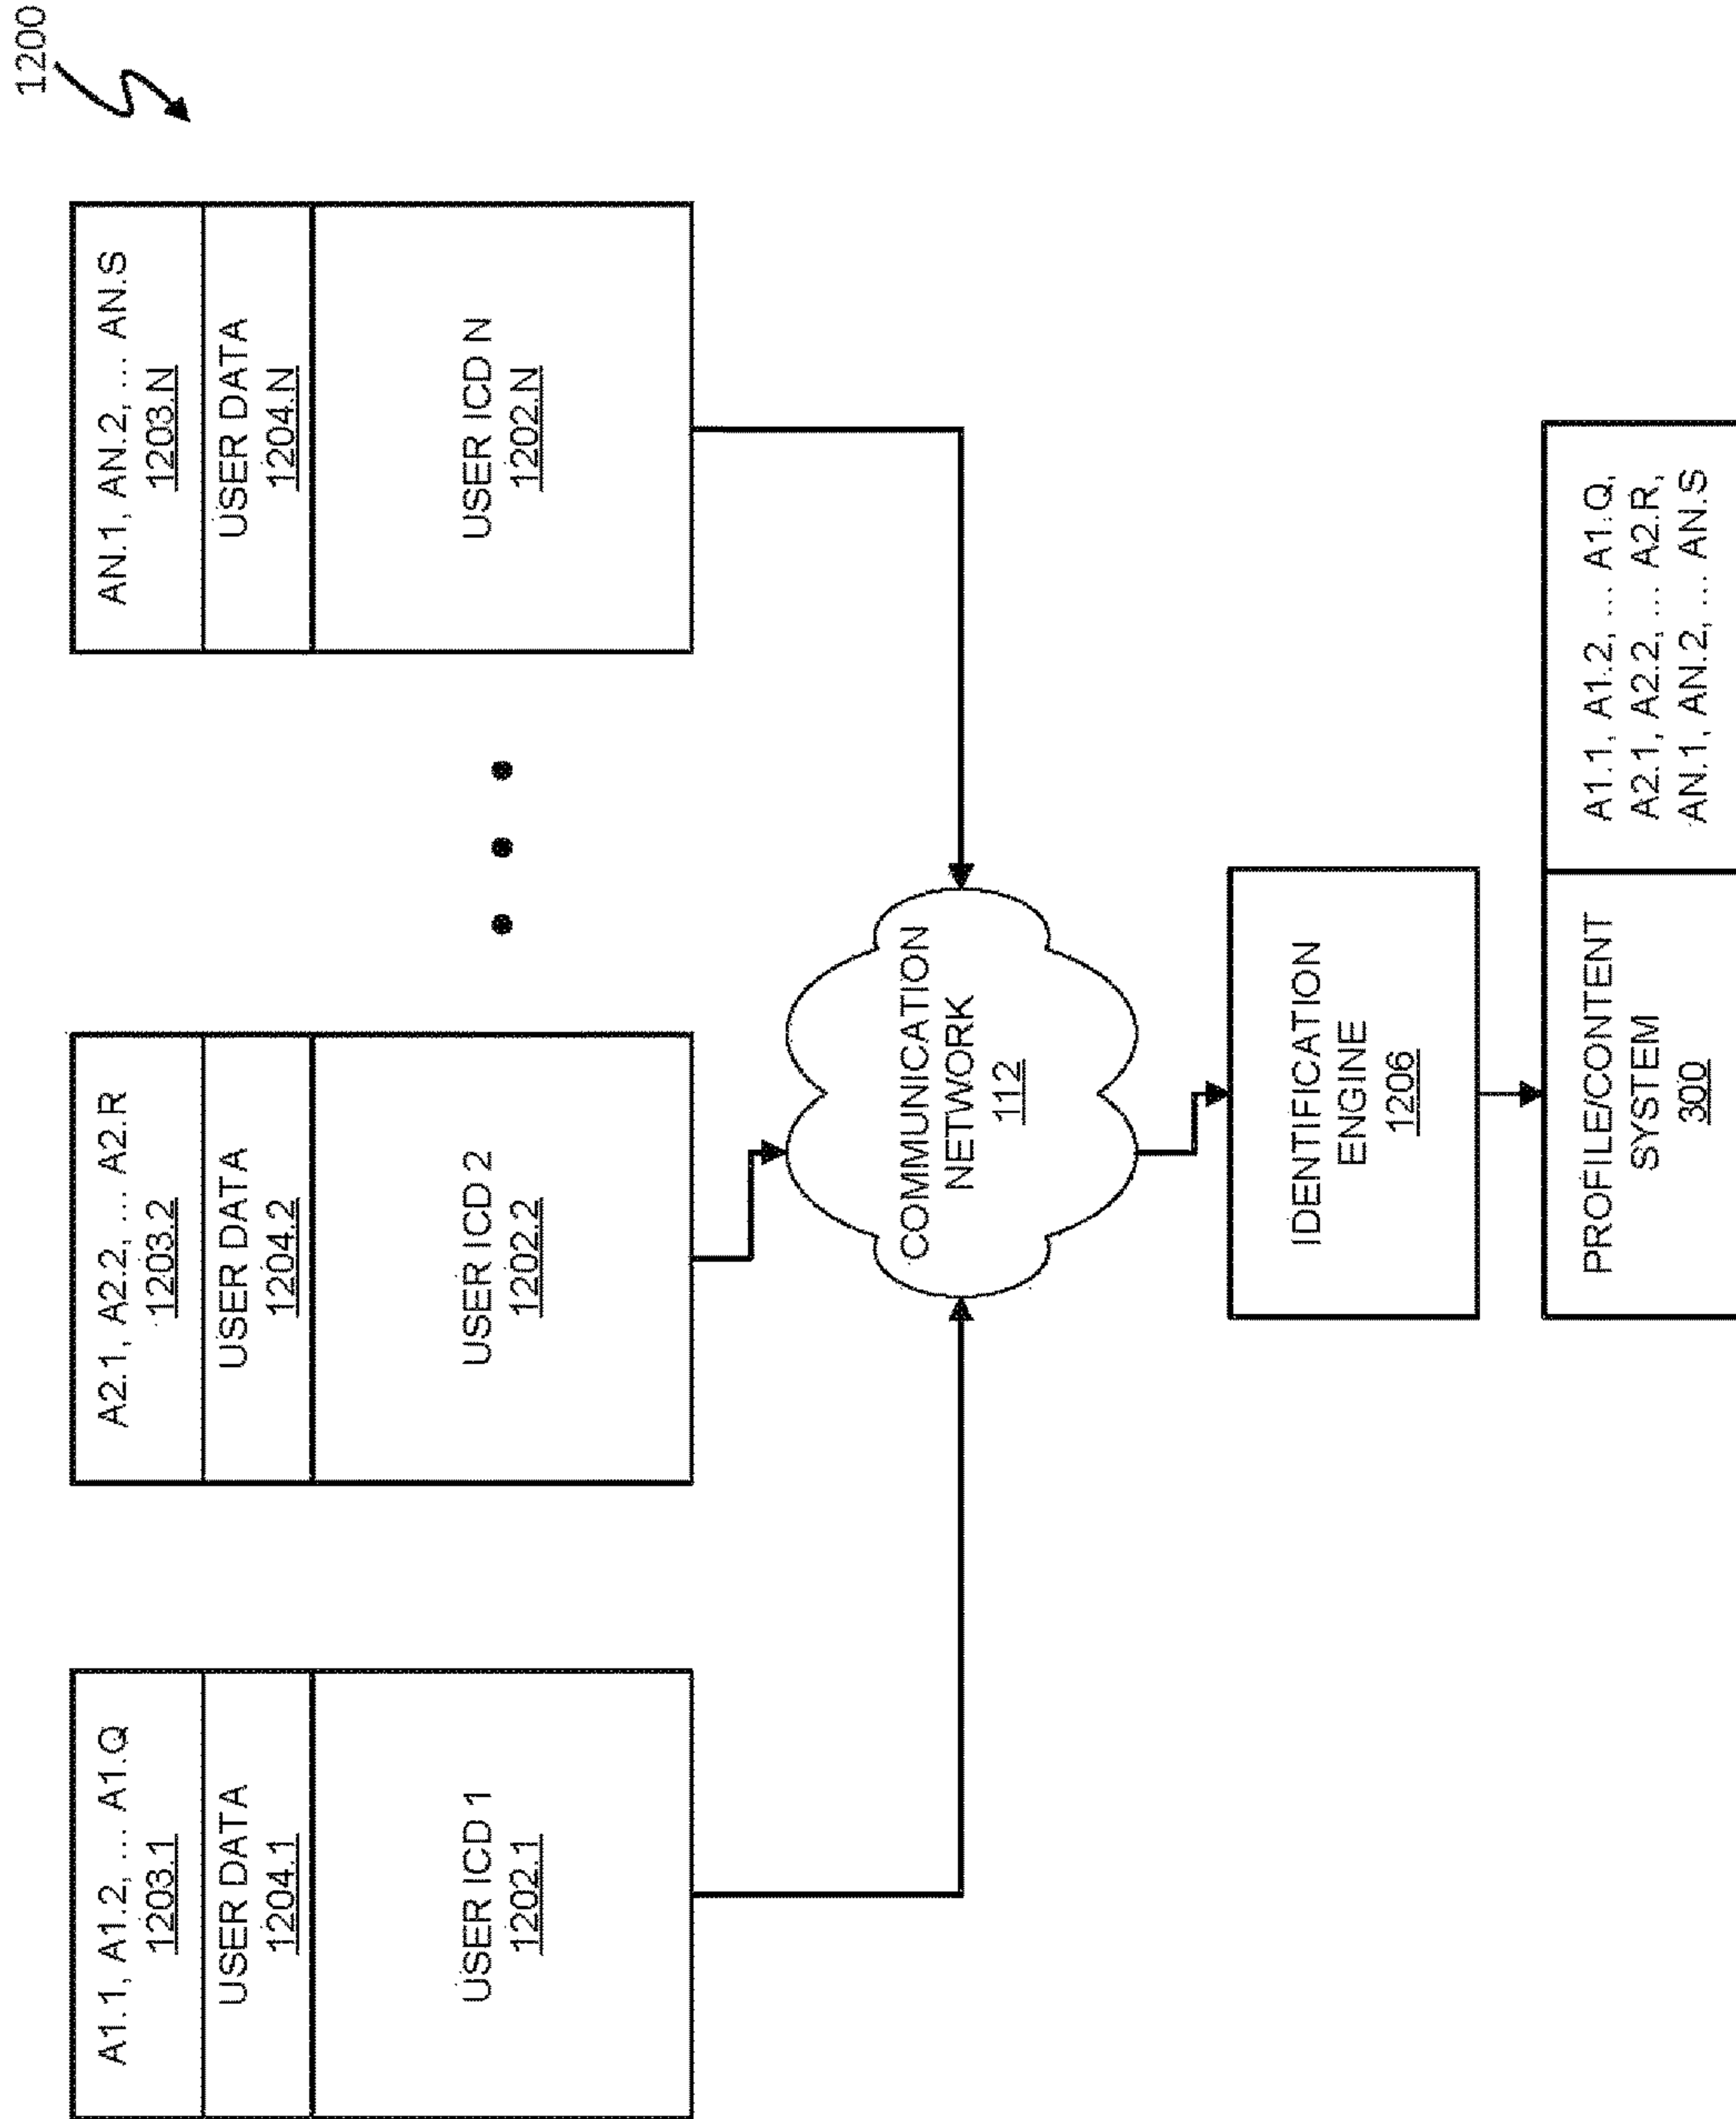 1200
A1.1, A1.2, ... A1.Q
1203.1
USER DATA
1204.1
USER ICD 1
1202.1
A2.1, A2.2, ... A2.R
1203.2
USER DATA
1204.2
USER ICD 2
1202.2
AN.1, AN.2, ... AN.S
1203.N
USER DATA
1204.N
USER ICD N
1202.N
COMMUNICATION
NETWORK
112
IDENTIFICATION
ENGINE
1206
PROFILE/CONTENT
SYSTEM
300
A1.1, A1.2, ... A1.Q,
A2.1, A2.2, ... A2.R,
AN.1, AN.2, ... AN.S